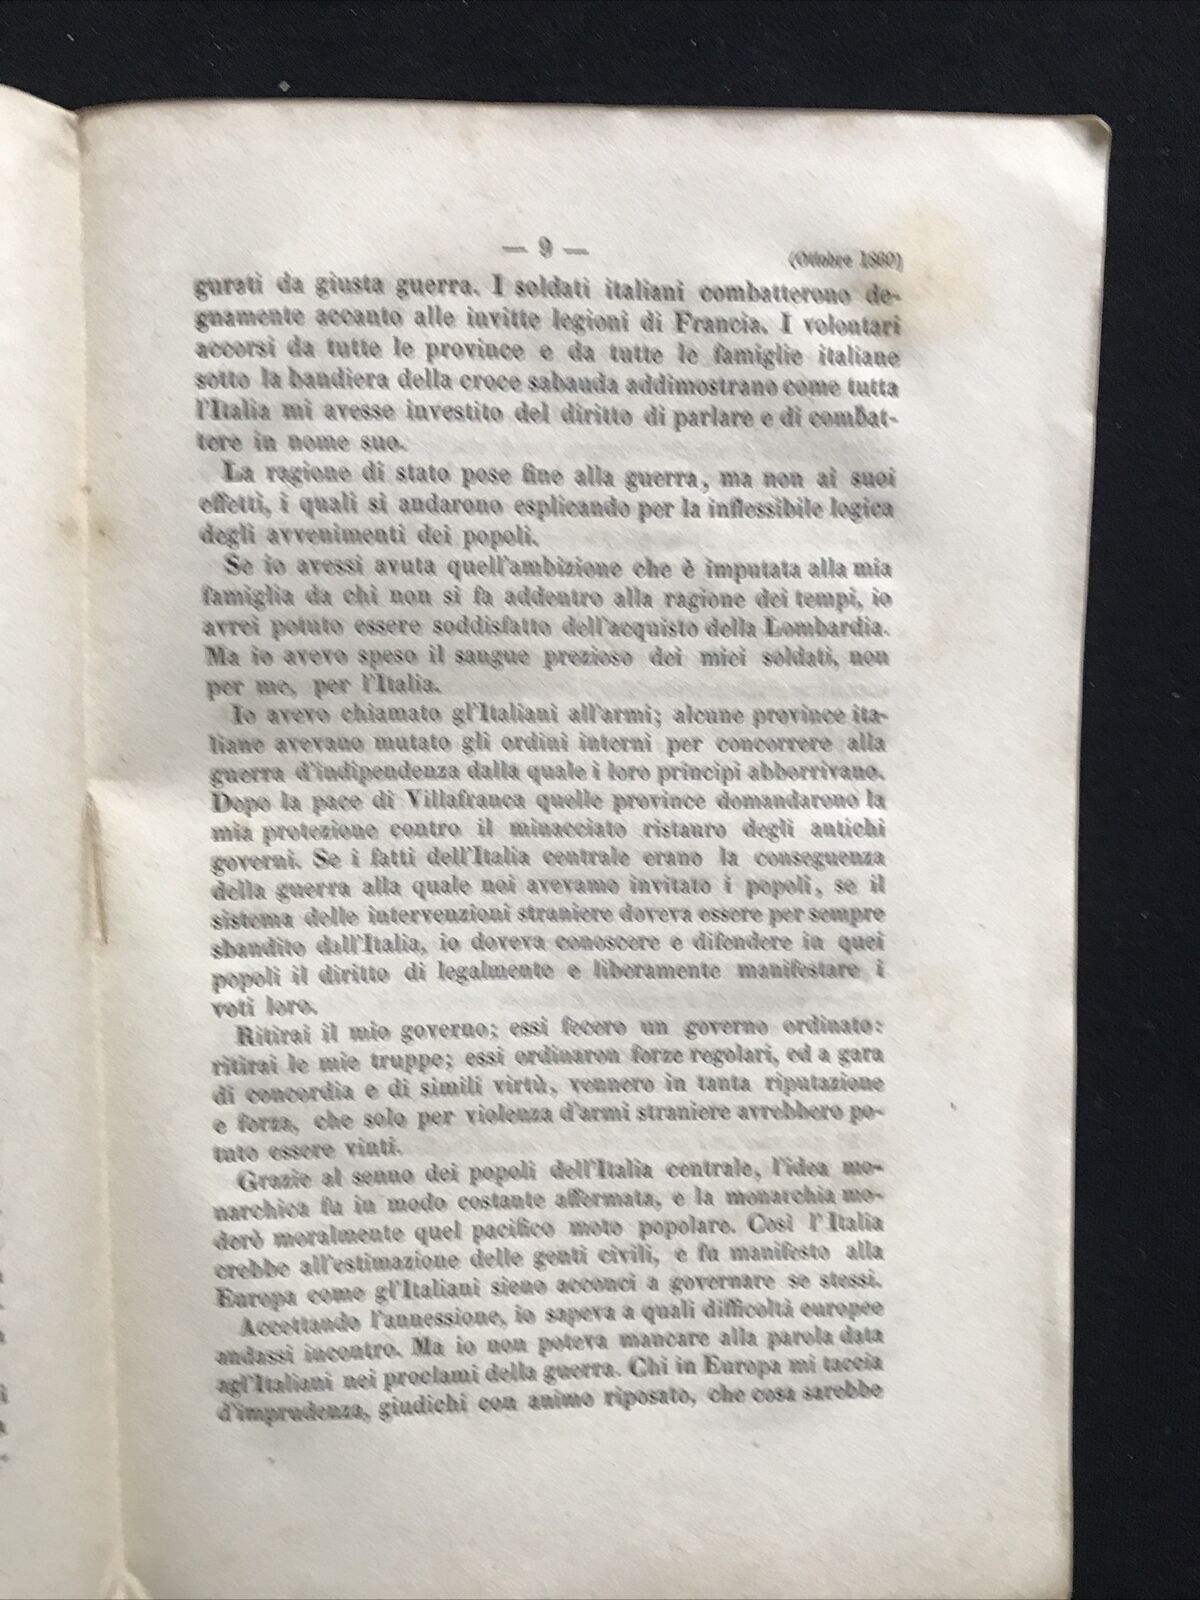 — 9 —
(Ottobre 1860)
gurati da giusta guerra. I soldati italiani combatterono de-
gnamente accanto alle invitte legioni di Francia. I volontari
accorsi da tutte le province e da tutte le famiglie italiane
sotto la bandiera della croce sabauda addimostrano come tutta
l'Italia mi avesse investito del diritto di parlare e di combat-
tere in nome suo.
La ragione di stato pose fine alla guerra, ma non ai suoi
effetti, i quali si andarono esplicando per la inflessibile logica
degli avvenimenti dei popoli.
Se io avessi avuta quell'ambizione che è imputata alla mia
famiglia da chi non si fa addentro alla ragione dei tempi, io
avrei potuto essere soddisfatto dell'acquisto della Lombardia.
Ma io avevo speso il sangue prezioso dei miei soldati, non
per me, per l'Italia.
Io avevo chiamato gl'Italiani all'armi; alcune province ita-
liane avevano mutato gli ordini interni per concorrere alla
guerra d'indipendenza dalla quale i loro principi abborrivano.
Dopo la pace di Villafranca quelle province domandarono la
mia protezione contro il minacciato ristauro degli antichi
governi. Se i fatti dell'Italia centrale erano la conseguenza
della guerra alla quale noi avevamo invitato i popoli, se il
sistema delle intervenzioni straniere doveva essere per sempre
sbandito dall'Italia, io doveva conoscere e difendere in quei
popoli il diritto di legalmente e liberamente manifestare i
voti loro.
Ritirai il mio governo; essi fecero un governo ordinato:
ritirai le mie truppe; essi ordinaron forze regolari, ed a gara
di concordia e di simili virtù, vennero in tanta riputazione
e forza, che solo per violenza d'armi straniere avrebbero po-
tuto essere vinti.
Grazie al senno dei popoli dell'Italia centrale, l'idea mo-
narchica fu in modo costante affermata, e la monarchia mo-
derò moralmente quel pacifico moto popolare. Così l'Italia
crebbe all'estimazione delle genti civili, e fu manifesto alla
Europa come gl'Italiani sieno acconci a governare se stessi.
Accettando l'annessione, io sapeva a quali difficoltà europee
andassi incontro. Ma io non poteva mancare alla parola data
agl'Italiani nei proclami della guerra. Chi in Europa mi taccia
d'imprudenza, giudichi con animo riposato, che cosa sarebbe